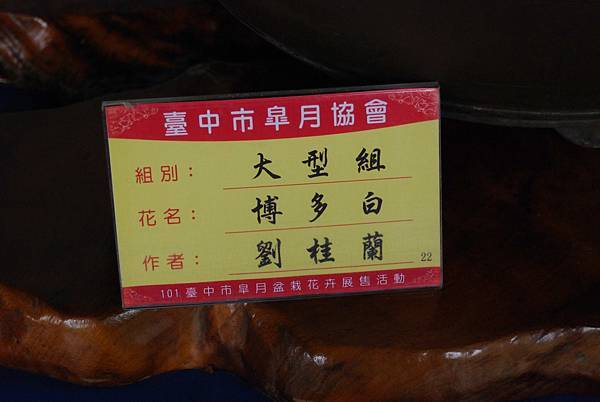 臺中市皐月協會
組別： 大型組
花名： 博多白
作者： 劉桂蘭 22
101臺中市皐月盆栽花卉展售活動